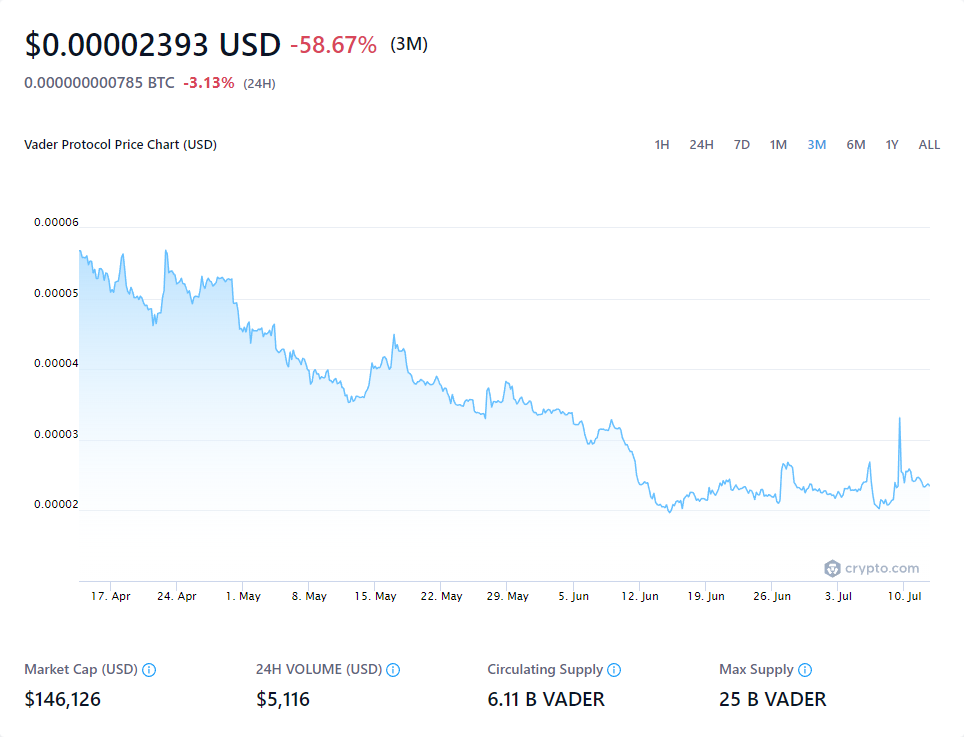 $0.00002393 USD -58.67% (3M)
0.000000000785 BTC -3.13% (24H)
Vader Protocol Price Chart (USD) 1H 24H 7D 1M 3M 6M 1Y ALL
0.00006
0.00005
0.00004
0.00003
0.00002
crypto.com
17. Apr 24. Apr 1. May 8. May 15. May 22. May 29. May 5. Jun 12. Jun 19. Jun 26. Jun 3. Jul 10. Jul
Market Cap (USD) 24H VOLUME (USD) Circulating Supply Max Supply
$146,126 $5,116 6.11 B VADER 25 B VADER